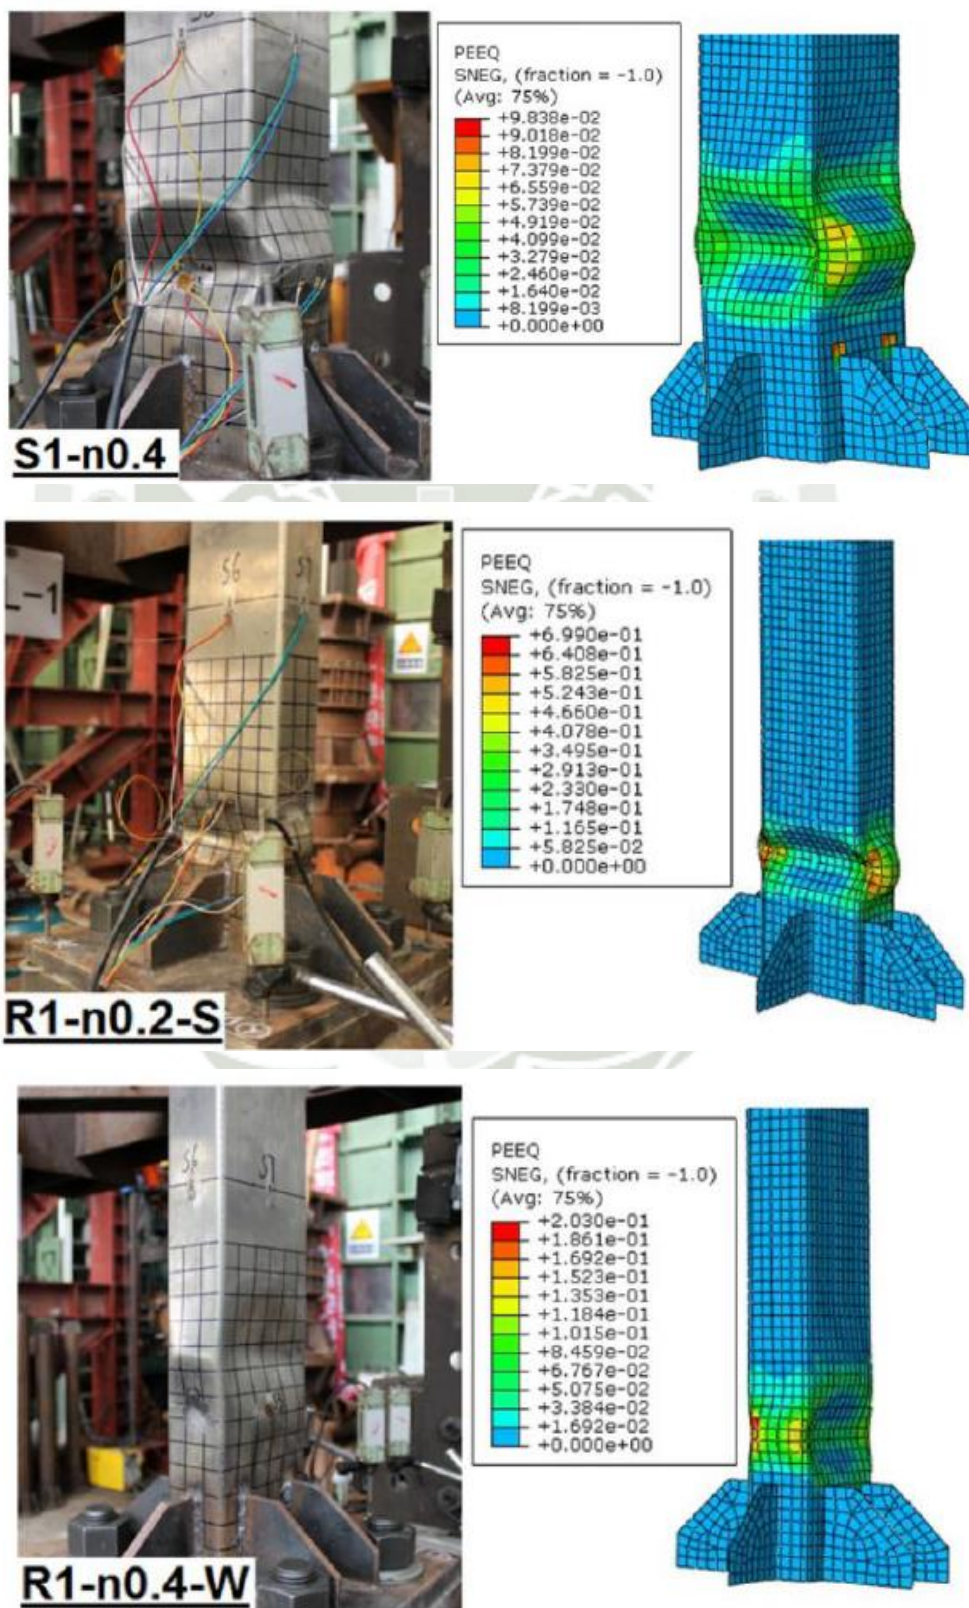 S6
PEEQ
SNEG, (fraction = -1.0)
(Avg: 75%)
+9.838e-02
+9.018e-02
+8.199e-02
+7.379e-02
+6.559e-02
+5.739e-02
+4.919e-02
+4.099e-02
+3.279e-02
+2.460e-02
+1.640e-02
+8.199e-03
+0.000e+00
S1-n0.4
S6
S7
L-1
PEEQ
SNEG, (fraction = -1.0)
(Avg: 75%)
+6.990e-01
+6.408e-01
+5.825e-01
+5.243e-01
+4.660e-01
+4.078e-01
+3.495e-01
+2.913e-01
+2.330e-01
+1.748e-01
+1.165e-01
+5.825e-02
+0.000e+00
R1-n0.2-S
S6
S7
PEEQ
SNEG, (fraction = -1.0)
(Avg: 75%)
+2.030e-01
+1.861e-01
+1.692e-01
+1.523e-01
+1.353e-01
+1.184e-01
+1.015e-01
+8.459e-02
+6.767e-02
+5.075e-02
+3.384e-02
+1.692e-02
+0.000e+00
R1-n0.4-W